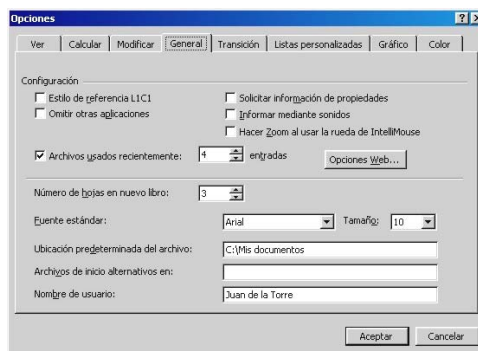 Opciones
Ver Calcular Modificar General Transición Listas personalizadas Gráfico Color
Configuración
Estilo de referencia L1C1 Solicitar información de propiedades
Omitir otras aplicaciones Informar mediante sonidos
Hacer Zoom al usar la rueda de IntelliMouse
Archivos usados recientemente: 4 entradas Opciones Web...
Número de hojas en nuevo libro: 3
Fuente estándar: Arial Tamaño: 10
Ubicación predeterminada del archivo: C:\Mis documentos
Archivos de inicio alternativos en:
Nombre de usuario: Juan de la Torre
Aceptar Cancelar